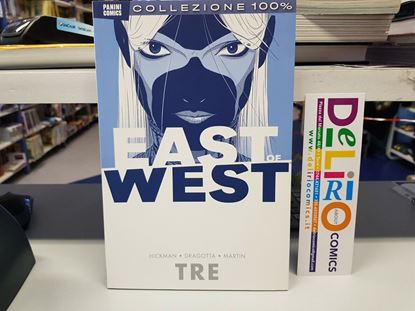 PANINI
COMICS
COLLEZIONE 100%
EAST
OF
WEST
HICKMAN • DRAGOTTA • MARTIN
TRE
DeLiRiO
COMICS
www.deliriocomics.it